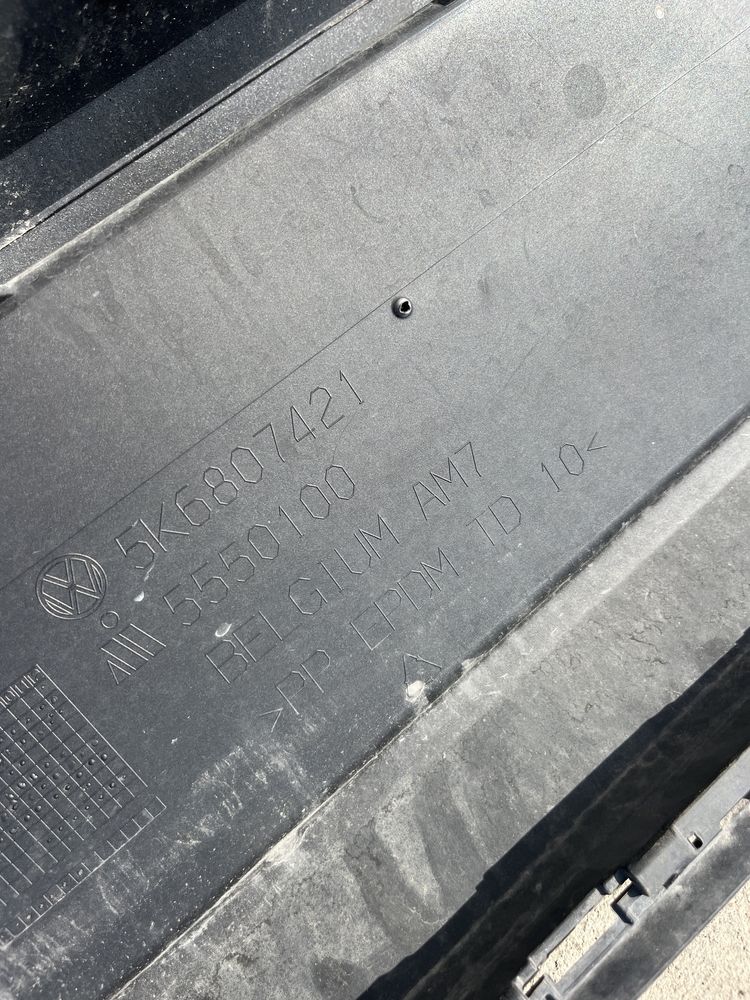 5K6807421
5550100
BELGIUM AM7
>PP EPDM TD 10<